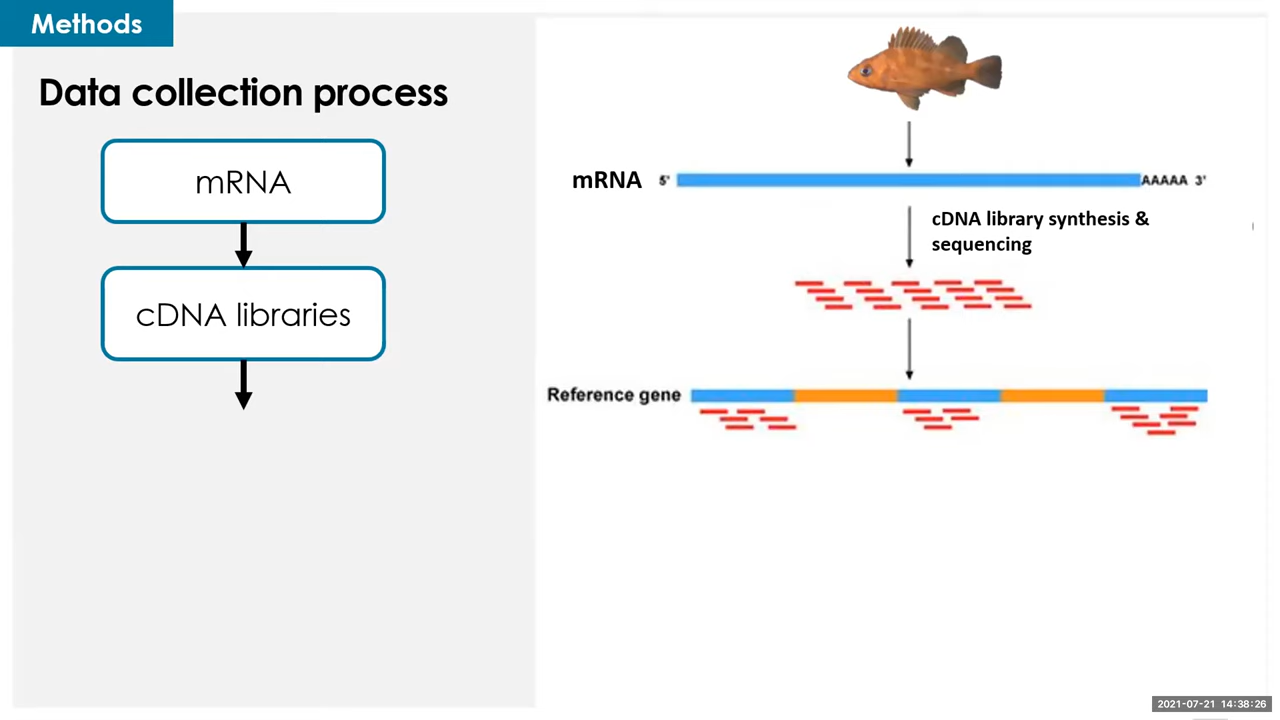 Methods
Data collection process
mRNA
cDNA libraries
mRNA 5' AAAAA 3'
cDNA library synthesis &
sequencing
Reference gene
2021-07-21 14:38:26